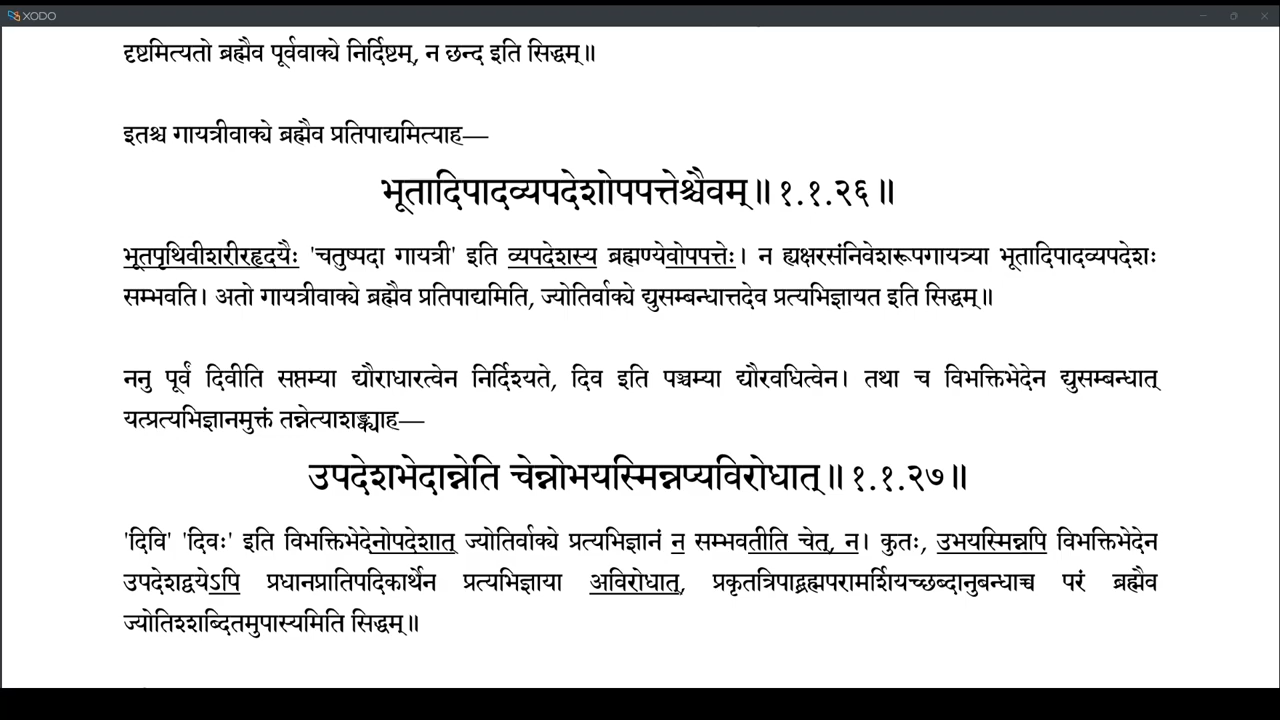 XODO
दृष्टमित्यतो ब्रह्मैव पूर्ववाक्ये निर्दिष्टम्, न छन्द इति सिद्धम्॥
इतश्च गायत्रीवाक्ये ब्रह्मैव प्रतिपाद्यमित्याह—
भूतादिपादव्यपदेशोपपत्तेश्चैवम्॥ १.१.२६॥
भूतपृथिवीशरीरहृदयैः 'चतुष्पदा गायत्री' इति व्यपदेशस्य ब्रह्मण्येवोपपत्तेः। न ह्यक्षरसंनिवेशरूपगायत्र्या भूतादिपादव्यपदेशः
सम्भवति। अतो गायत्रीवाक्ये ब्रह्मैव प्रतिपाद्यमिति, ज्योतिर्वाक्ये द्युसम्बन्धात्तदेव प्रत्यभिज्ञायत इति सिद्धम्॥
ननु पूर्वं दिवीति सप्तम्या द्यौराधारत्वेन निर्दिश्यते, दिव इति पञ्चम्या द्यौरवधित्वेन। तथा च विभक्तिभेदेन द्युसम्बन्धात्
यत्प्रत्यभिज्ञानमुक्तं तन्नेत्याशङ्क्याह—
उपदेशभेदान्नेति चेन्नोभयस्मिन्नप्यविरोधात्॥ १.१.२७॥
'दिवि' 'दिवः' इति विभक्तिभेदेनोपदेशात् ज्योतिर्वाक्ये प्रत्यभिज्ञानं न सम्भवतीति चेत्, न। कुतः, उभयस्मिन्नपि विभक्तिभेदेन
उपदेशद्वयेऽपि प्रधानप्रातिपदिकार्थेन प्रत्यभिज्ञाया अविरोधात्, प्रकृतत्रिपाद्ब्रह्मपरामर्शियच्छब्दानुबन्धाच्च परं ब्रह्मैव
ज्योतिश्शब्दितमुपास्यमिति सिद्धम्॥